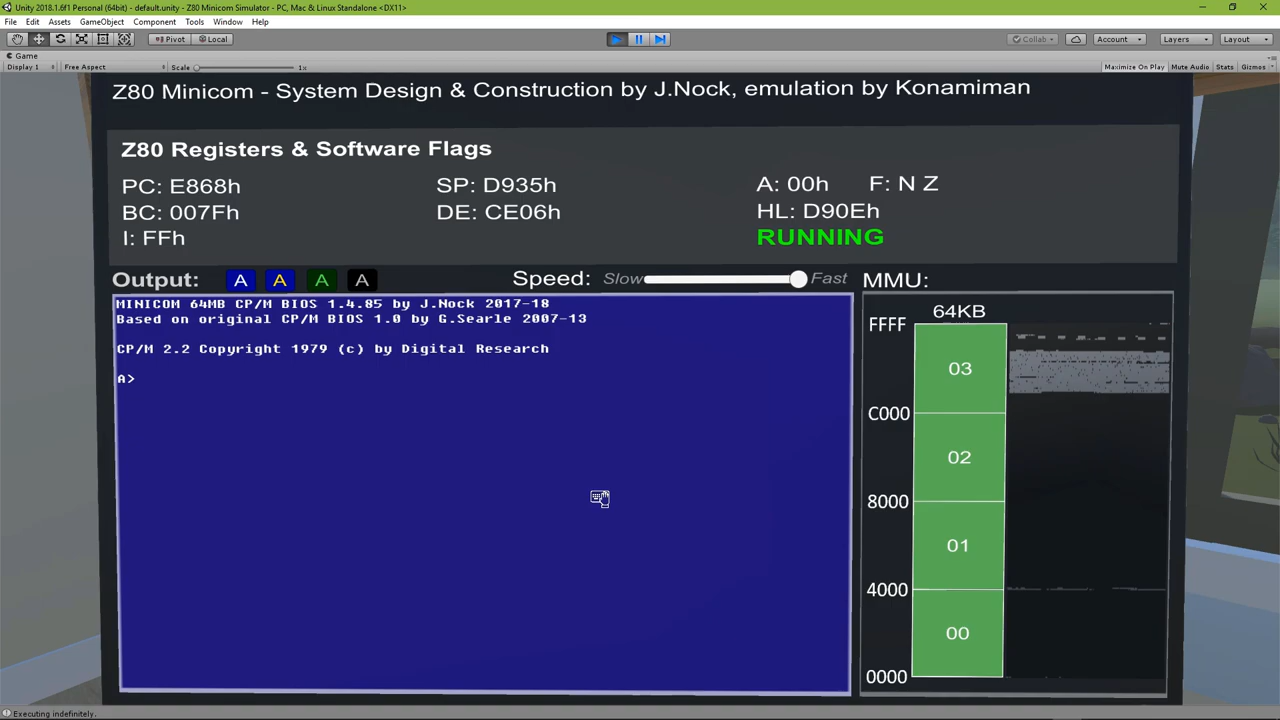 Unity 2018.1.6f1 Personal (64bit) - default.unity - Z80 Minicom Simulator - PC, Mac & Linux Standalone <DX11>
File Edit Assets GameObject Component Tools Window Help
Pivot Local Collab Account Layers Layout
Game
Display 1 Free Aspect Scale 1x Maximize On Play Mute Audio Stats Gizmos
Z80 Minicom - System Design & Construction by J.Nock, emulation by Konamiman
Z80 Registers & Software Flags
PC: E868h SP: D935h A: 00h F: N Z
BC: 007Fh DE: CE06h HL: D90Eh
I: FFh RUNNING
Output: A A A A Speed: Slow Fast MMU:
MINICOM 64MB CP/M BIOS 1.4.85 by J.Nock 2017-18
Based on original CP/M BIOS 1.0 by G.Searle 2007-13
CP/M 2.2 Copyright 1979 (c) by Digital Research
A>
64KB
FFFF
03
C000
02
8000
01
4000
00
0000
Executing indefinitely.